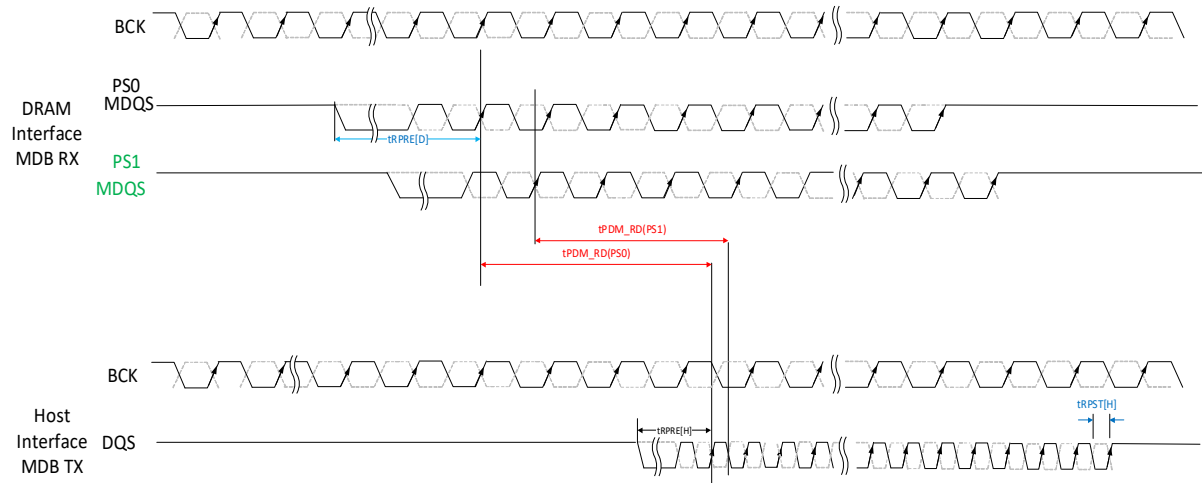 BCK
PS0
MDQS
DRAM
Interface
MDB RX
tRPRE[D]
PS1
MDQS
tPDM_RD(PS1)
tPDM_RD(PS0)
BCK
tRPST[H]
Host
Interface
MDB TX
DQS
tRPRE[H]